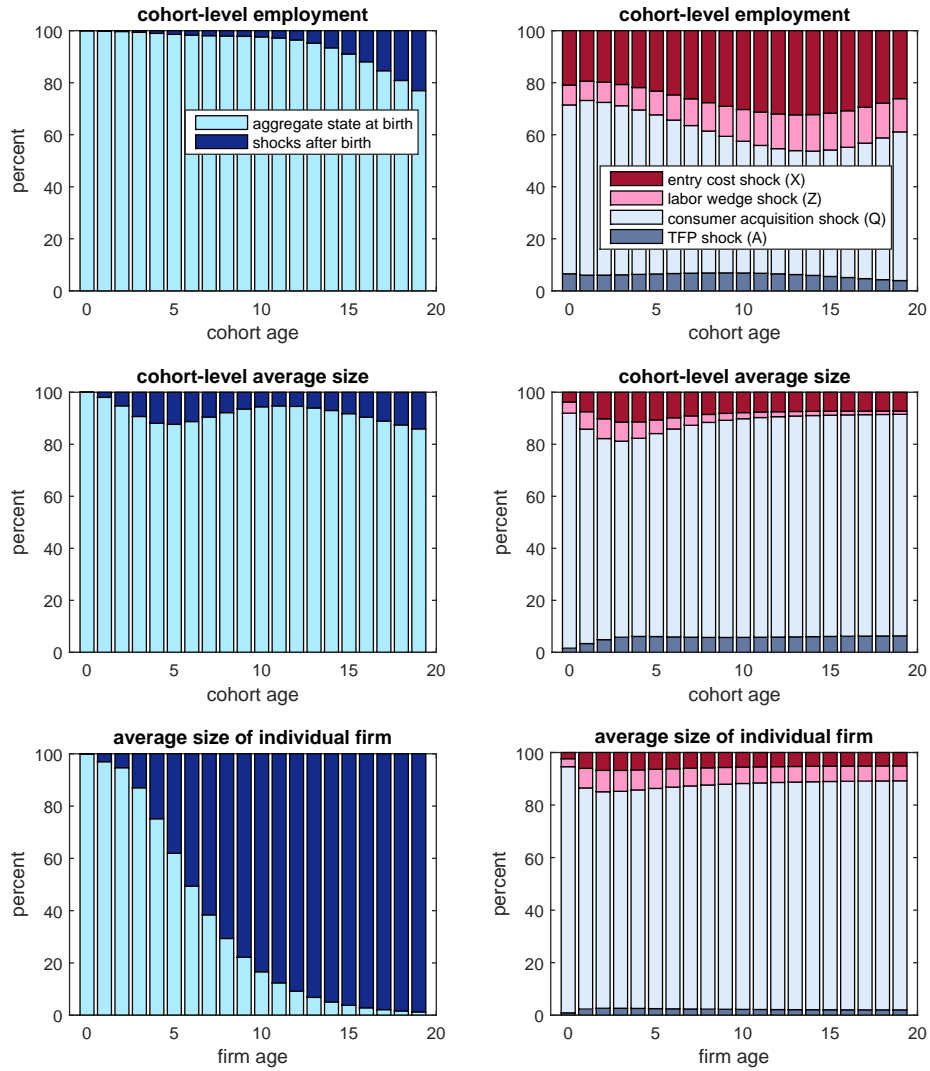 cohort-level employment
100
80
60
40
20
0
percent
aggregate state at birth
shocks after birth
0 5 10 15 20
cohort age
cohort-level employment
100
80
60
40
20
0
percent
entry cost shock (X)
labor wedge shock (Z)
consumer acquisition shock (Q)
TFP shock (A)
0 5 10 15 20
cohort age
cohort-level average size
100
80
60
40
20
0
percent
0 5 10 15 20
cohort age
cohort-level average size
100
80
60
40
20
0
percent
0 5 10 15 20
cohort age
average size of individual firm
100
80
60
40
20
0
percent
0 5 10 15 20
firm age
average size of individual firm
100
80
60
40
20
0
percent
0 5 10 15 20
firm age